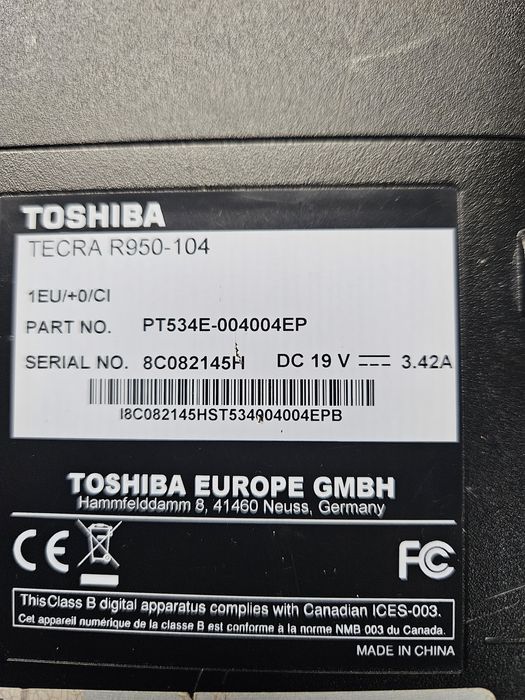 TOSHIBA
TECRA R950-104
1EU/+0/CI
PART NO. PT534E-004004EP
SERIAL NO. 8C082145H DC 19 V ⎓ 3.42A
I8C082145HST534004004EPB
TOSHIBA EUROPE GMBH
Hammfelddamm 8, 41460 Neuss, Germany
CE FC
This Class B digital apparatus complies with Canadian ICES-003.
Cet appareil numérique de la classe B est conforme à la norme NMB 003 du Canada.
MADE IN CHINA